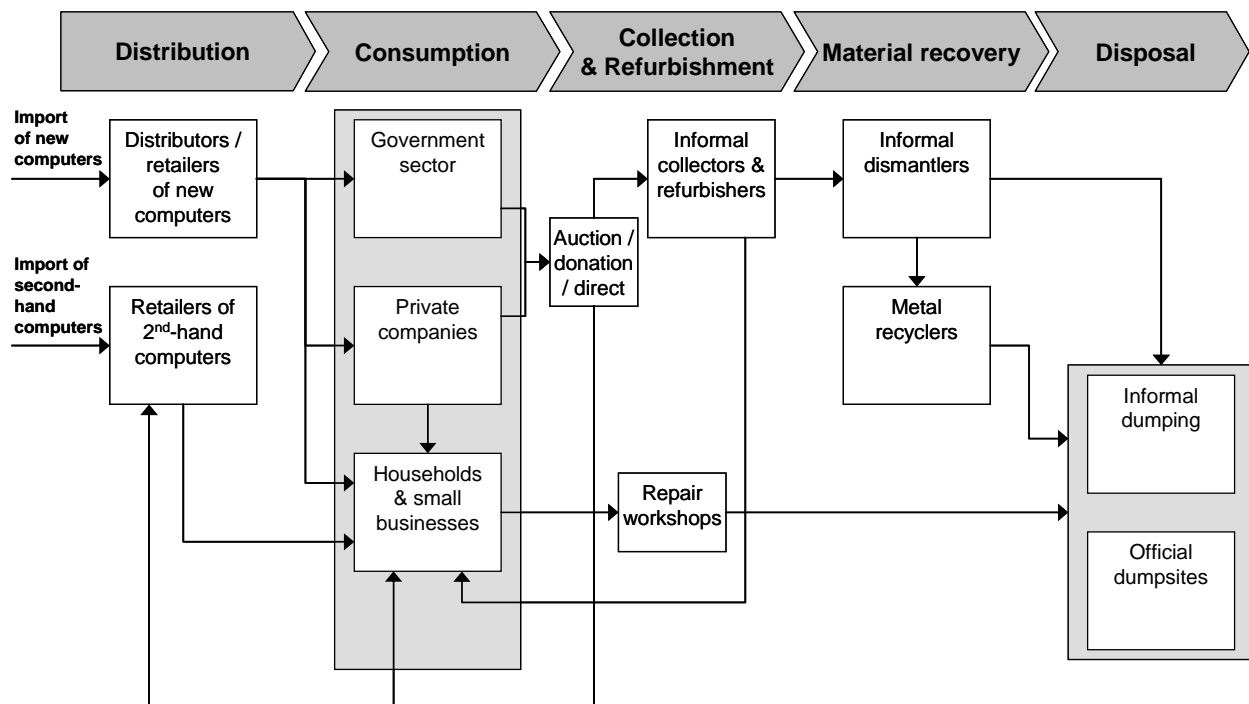 Distribution
Consumption
Collection
& Refurbishment
Material recovery
Disposal
Import
of new
computers
Distributors /
retailers
of new
computers
Government
sector
Informal
collectors &
refurbishers
Informal
dismantlers
Auction /
donation
/ direct
Import of
second-
hand
computers
Retailers of
2nd-hand
computers
Private
companies
Metal
recyclers
Informal
dumping
Households
& small
businesses
Repair
workshops
Official
dumpsites